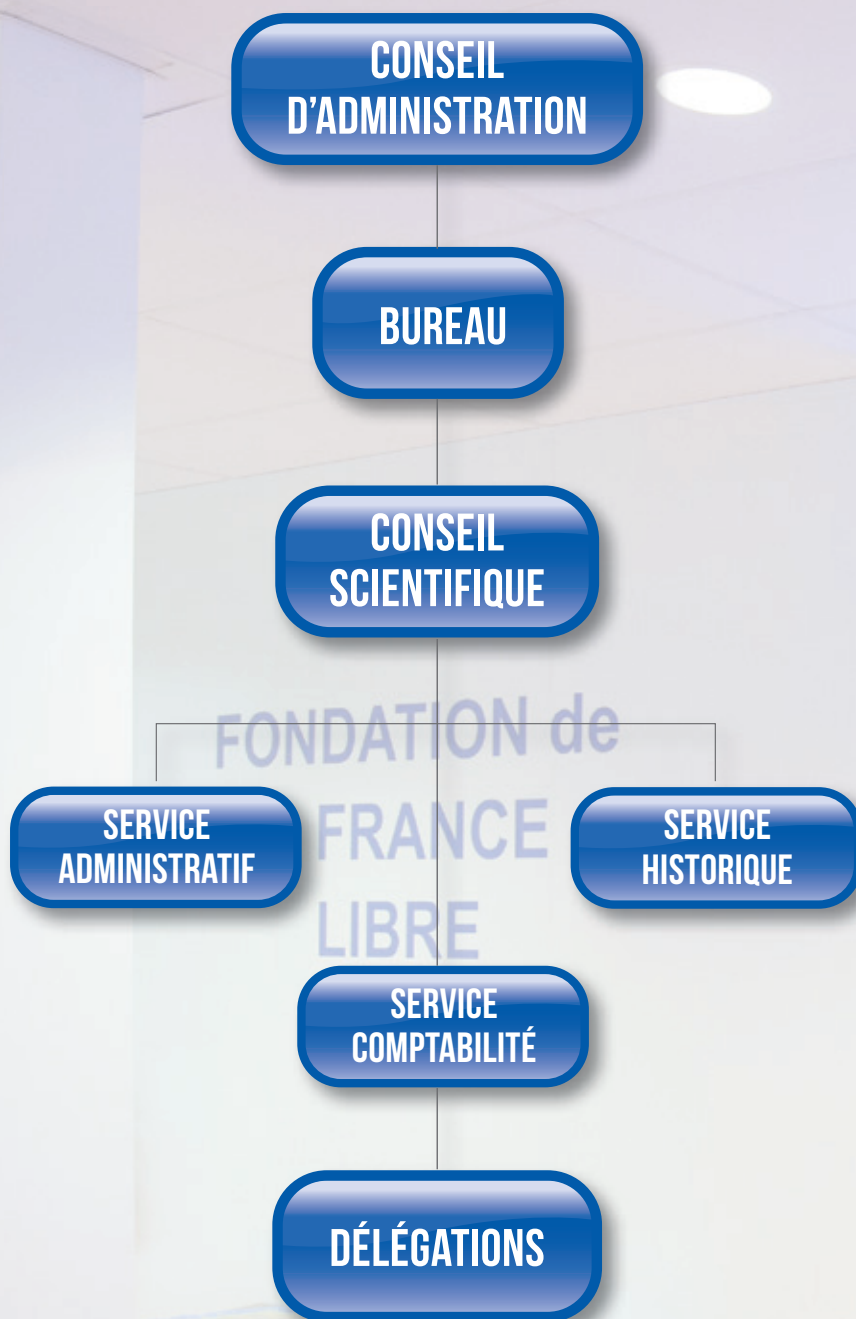 CONSEIL
D'ADMINISTRATION
BUREAU
CONSEIL
SCIENTIFIQUE
FONDATION de
FRANCE
LIBRE
SERVICE
ADMINISTRATIF
SERVICE
HISTORIQUE
SERVICE
COMPTABILITÉ
DÉLÉGATIONS